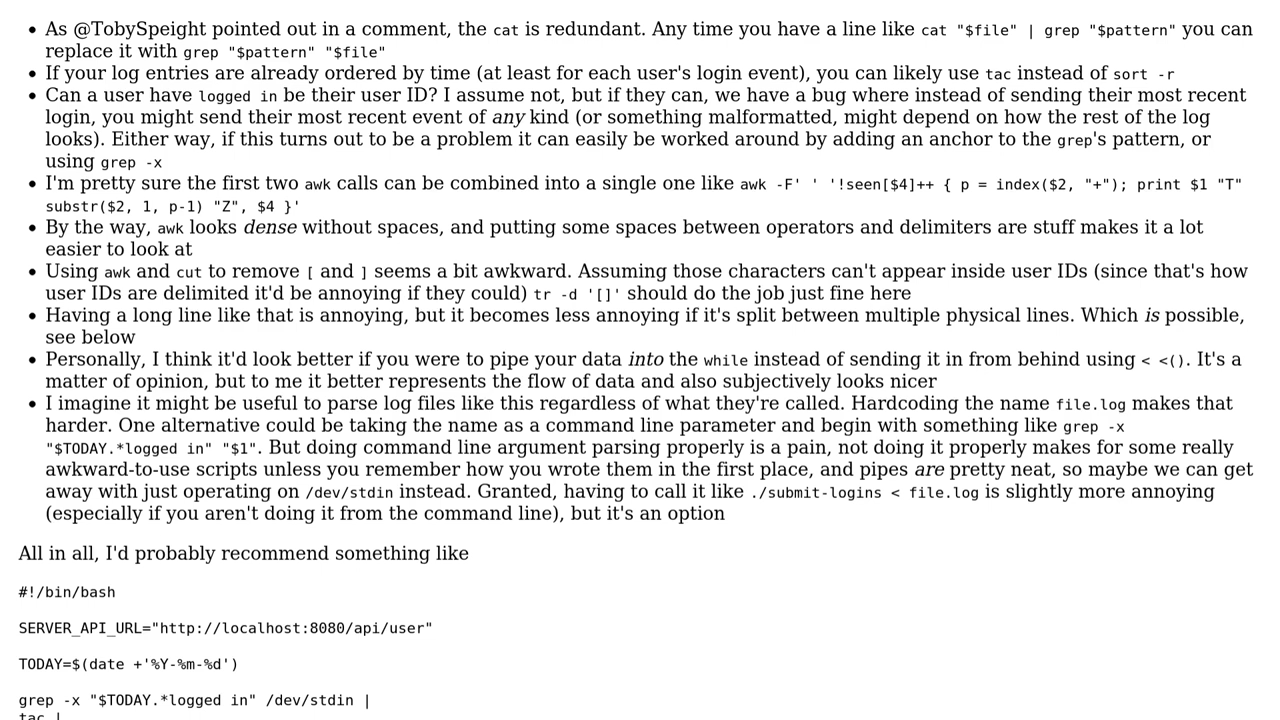 As @TobySpeight pointed out in a comment, the cat is redundant. Any time you have a line like cat "$file" | grep "$pattern" you can
replace it with grep "$pattern" "$file"
If your log entries are already ordered by time (at least for each user's login event), you can likely use tac instead of sort -r
Can a user have logged in be their user ID? I assume not, but if they can, we have a bug where instead of sending their most recent
login, you might send their most recent event of any kind (or something malformatted, might depend on how the rest of the log
looks). Either way, if this turns out to be a problem it can easily be worked around by adding an anchor to the grep's pattern, or
using grep -x
I'm pretty sure the first two awk calls can be combined into a single one like awk -F' ' '!seen[$4]++ { p = index($2, "+"); print $1 "T"
substr($2, 1, p-1) "Z", $4 }'
By the way, awk looks dense without spaces, and putting some spaces between operators and delimiters are stuff makes it a lot
easier to look at
Using awk and cut to remove [ and ] seems a bit awkward. Assuming those characters can't appear inside user IDs (since that's how
user IDs are delimited it'd be annoying if they could) tr -d '[]' should do the job just fine here
Having a long line like that is annoying, but it becomes less annoying if it's split between multiple physical lines. Which is possible,
see below
Personally, I think it'd look better if you were to pipe your data into the while instead of sending it in from behind using < <(). It's a
matter of opinion, but to me it better represents the flow of data and also subjectively looks nicer
I imagine it might be useful to parse log files like this regardless of what they're called. Hardcoding the name file.log makes that
harder. One alternative could be taking the name as a command line parameter and begin with something like grep -x
"$TODAY.*logged in" "$1". But doing command line argument parsing properly is a pain, not doing it properly makes for some really
awkward-to-use scripts unless you remember how you wrote them in the first place, and pipes are pretty neat, so maybe we can get
away with just operating on /dev/stdin instead. Granted, having to call it like ./submit-logins < file.log is slightly more annoying
(especially if you aren't doing it from the command line), but it's an option
All in all, I'd probably recommend something like
#!/bin/bash
SERVER_API_URL="http://localhost:8080/api/user"
TODAY=$(date +'%Y-%m-%d')
grep -x "$TODAY.*logged in" /dev/stdin |
tac |